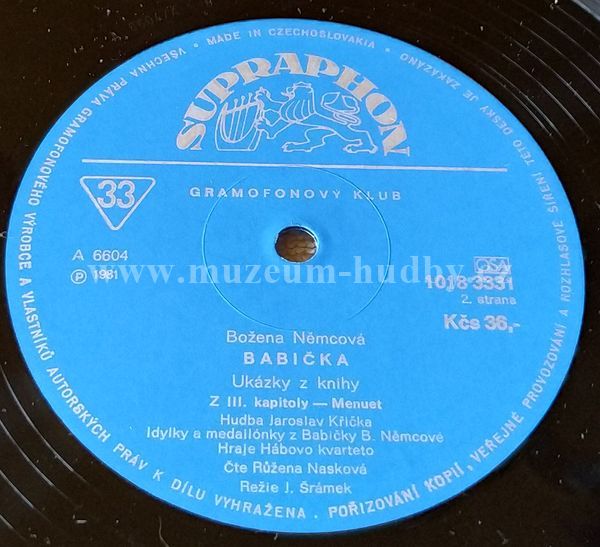 MADE IN CZECHOSLOVAKIA
VŠECHNA PRÁVA GRAMOFONOVÉHO VÝROBCE A VLASTNÍKŮ AUTORSKÝCH PRÁV K DÍLU VYHRAŽENA. POŘIZOVÁNÍ KOPIÍ, VEŘEJNÉ PROVOZOVÁNÍ A ROZHLASOVÉ ŠÍŘENÍ TÉTO DESKY JE ZAKÁZÁNO
SUPRAPHON
33
GRAMOFONOVÝ KLUB
A 6604
Ⓟ 1981
www.muzeum-hudby.cz
OSA
1018 3331
2. strana
Kčs 36,-
Božena Němcová
BABIČKA
Ukázky z knihy
Z III. kapitoly — Menuet
Hudba Jaroslav Křička
Idylky a medailónky z Babičky B. Němcové
Hraje Hábovo kvarteto
Čte Růžena Nasková
Režie J. Šrámek